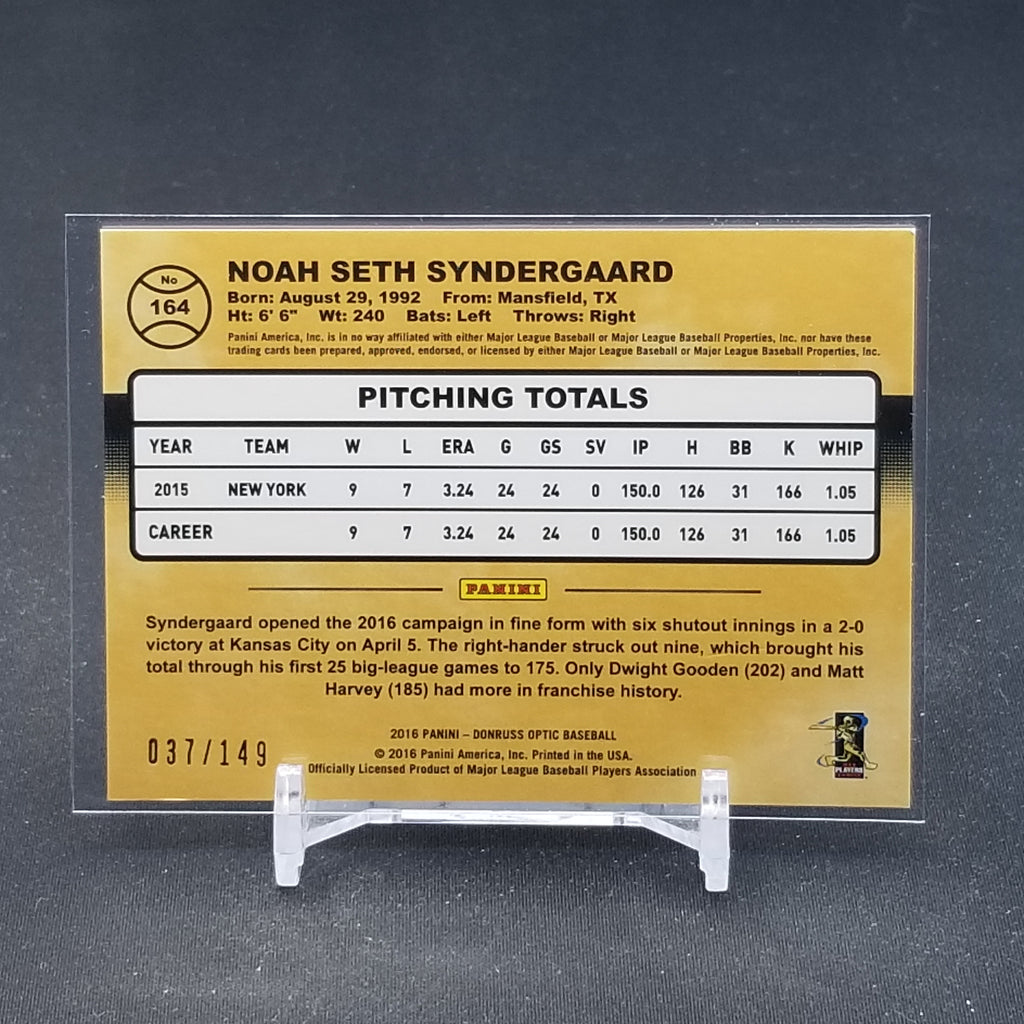 No
164
NOAH SETH SYNDERGAARD
Born: August 29, 1992 From: Mansfield, TX
Ht: 6' 6" Wt: 240 Bats: Left Throws: Right
Panini America, Inc. is in no way affiliated with either Major League Baseball or Major League Baseball Properties, Inc. nor have these
trading cards been prepared, approved, endorsed, or licensed by either Major League Baseball or Major League Baseball Properties, Inc.
PITCHING TOTALS
YEAR TEAM W L ERA G GS SV IP H BB K WHIP
2015 NEW YORK 9 7 3.24 24 24 0 150.0 126 31 166 1.05
CAREER 9 7 3.24 24 24 0 150.0 126 31 166 1.05
PANINI
Syndergaard opened the 2016 campaign in fine form with six shutout innings in a 2-0
victory at Kansas City on April 5. The right-hander struck out nine, which brought his
total through his first 25 big-league games to 175. Only Dwight Gooden (202) and Matt
Harvey (185) had more in franchise history.
037/149
2016 PANINI – DONRUSS OPTIC BASEBALL
© 2016 Panini America, Inc. Printed in the USA.
Officially Licensed Product of Major League Baseball Players Association
PLAYERS